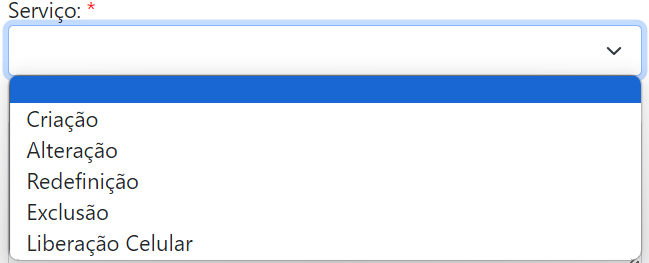 Serviço: *
Criação
Alteração
Redefinição
Exclusão
Liberação Celular